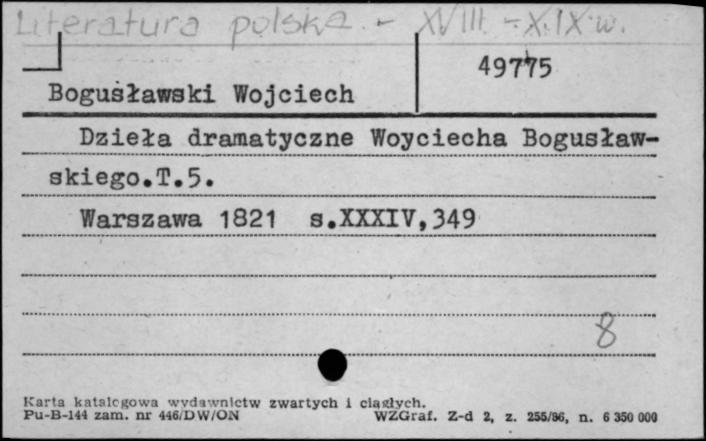 Literatura polska - XVIII - XIX w.
49775
Bogusławski Wojciech
Dzieła dramatyczne Woyciecha Bogusław-
skiego.T.5.
Warszawa 1821 s.XXXIV,349
8
Karta katalogowa wydawnictw zwartych i ciągłych.
Pu-B-144 zam. nr 446/DW/ON WZGraf. Z-d 2, z. 255/86, n. 6 350 000